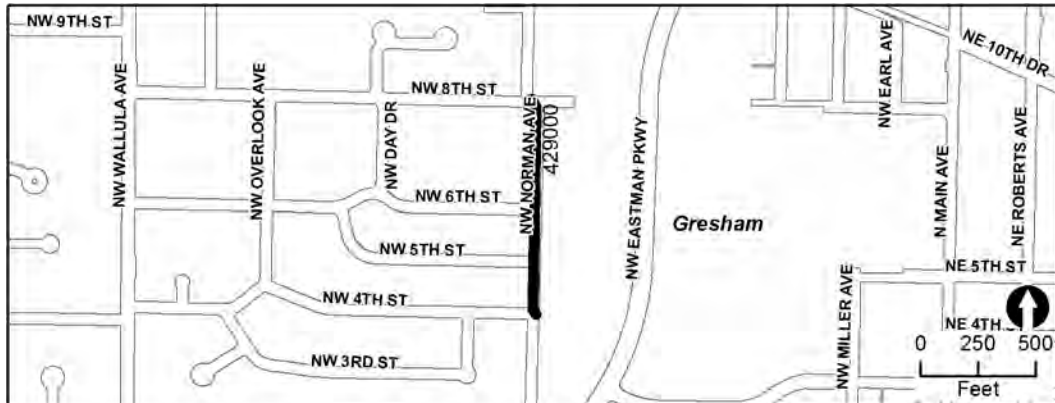 NW 9TH ST
NE 10TH DR
NW EARL AVE
NW WALLULA AVE
NW OVERLOOK AVE
NW 8TH ST
NW DAY DR
NW NORMAN AVE
429000
NW EASTMAN PKWY
N MAIN AVE
NE ROBERTS AVE
NW 6TH ST
Gresham
NW 5TH ST
NE 5TH ST
NW 4TH ST
NW MILLER AVE
NE 4TH S
NW 3RD ST
0 250 500
Feet